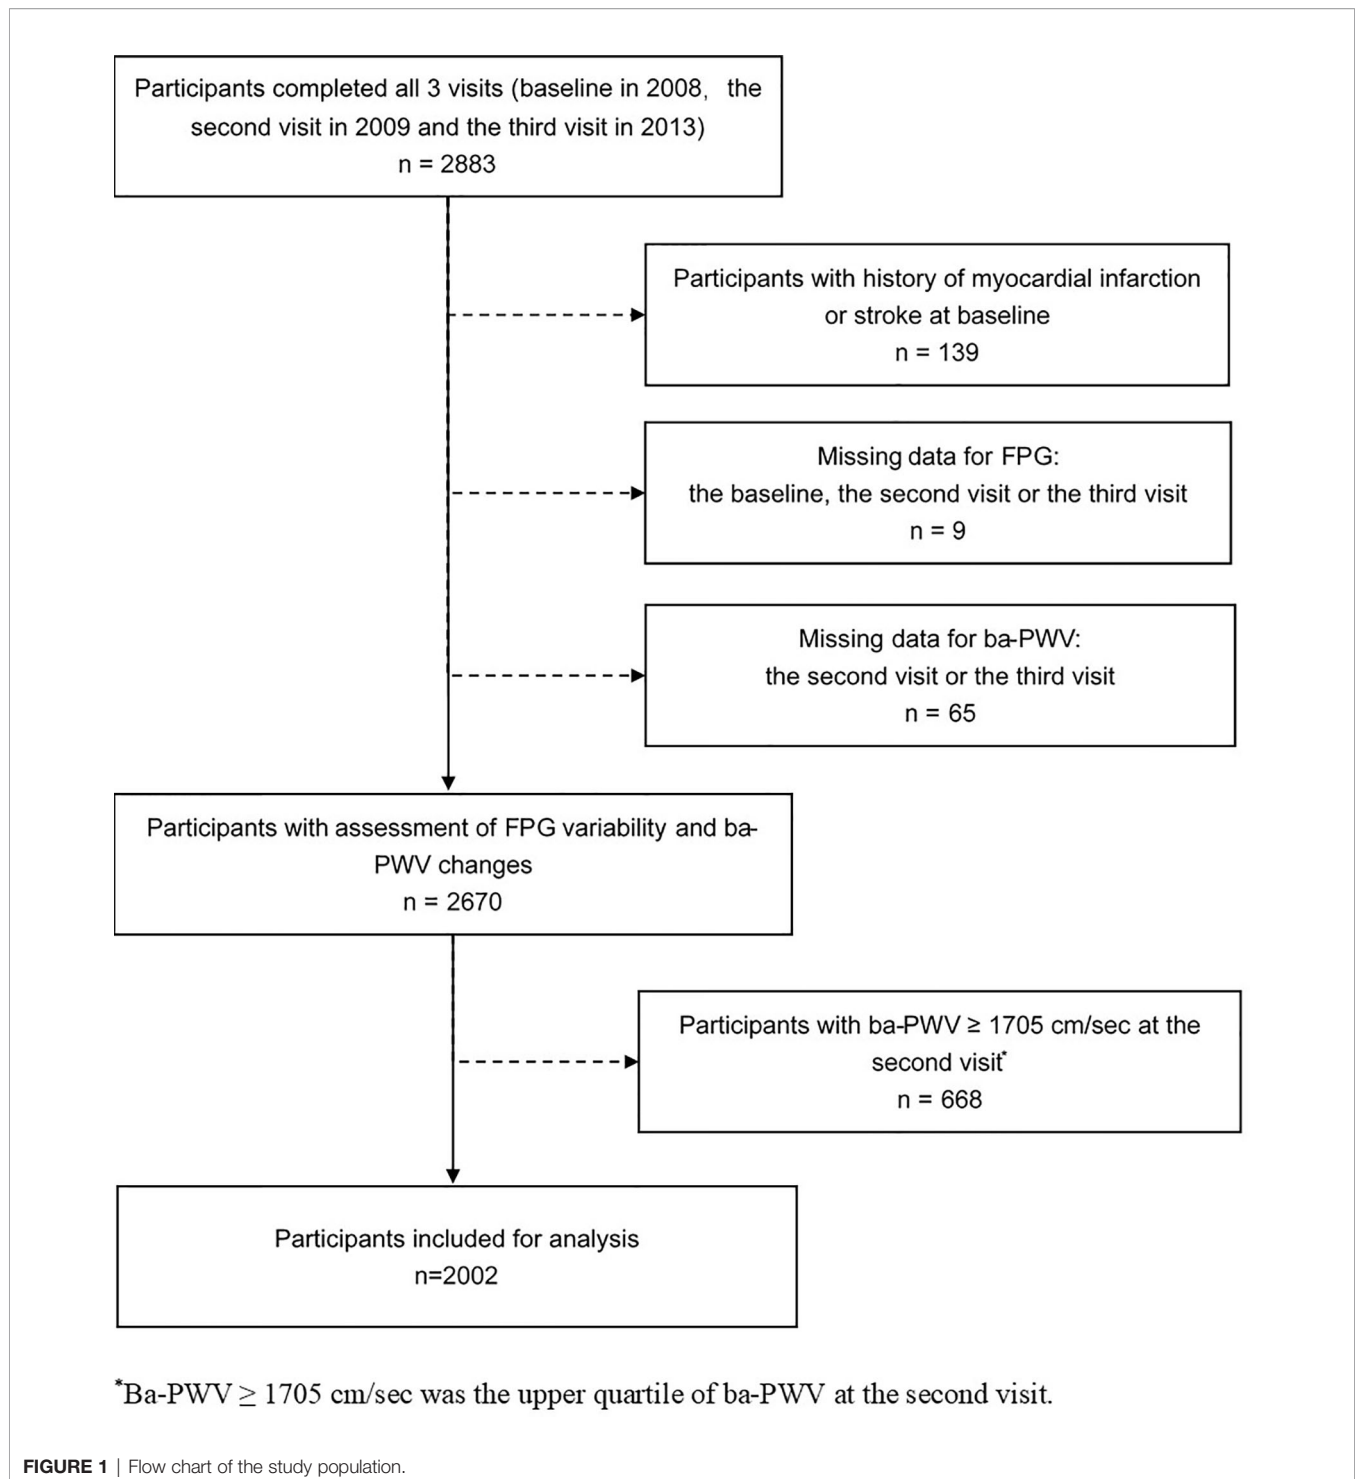 Participants completed all 3 visits (baseline in 2008, the
second visit in 2009 and the third visit in 2013)
n = 2883
Participants with history of myocardial infarction
or stroke at baseline
n = 139
Missing data for FPG:
the baseline, the second visit or the third visit
n = 9
Missing data for ba-PWV:
the second visit or the third visit
n = 65
Participants with assessment of FPG variability and ba-
PWV changes
n = 2670
Participants with ba-PWV ≥ 1705 cm/sec at the
second visit*
n = 668
Participants included for analysis
n=2002
*Ba-PWV ≥ 1705 cm/sec was the upper quartile of ba-PWV at the second visit.
FIGURE 1 | Flow chart of the study population.